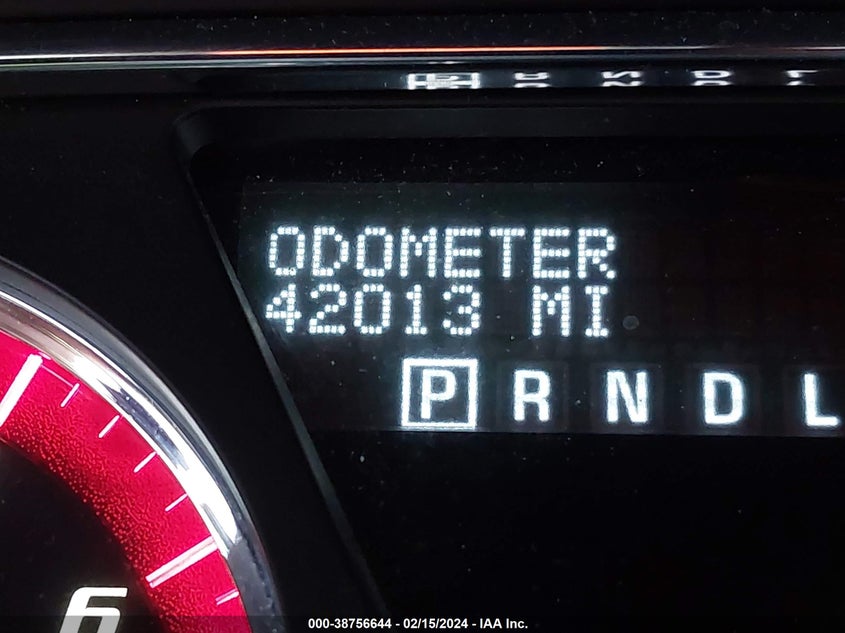 ODOMETER
42013 MI
P R N D L
6
000-38756644 - 02/15/2024 - IAA Inc.